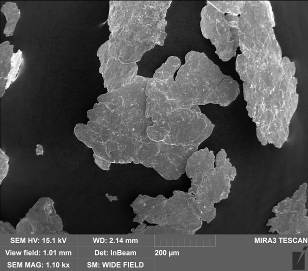 SEM HV: 15.1 kV WD: 2.14 mm MIRA3 TESCAN
View field: 1.01 mm Det: InBeam 200 µm
SEM MAG: 1.10 kx SM: WIDE FIELD